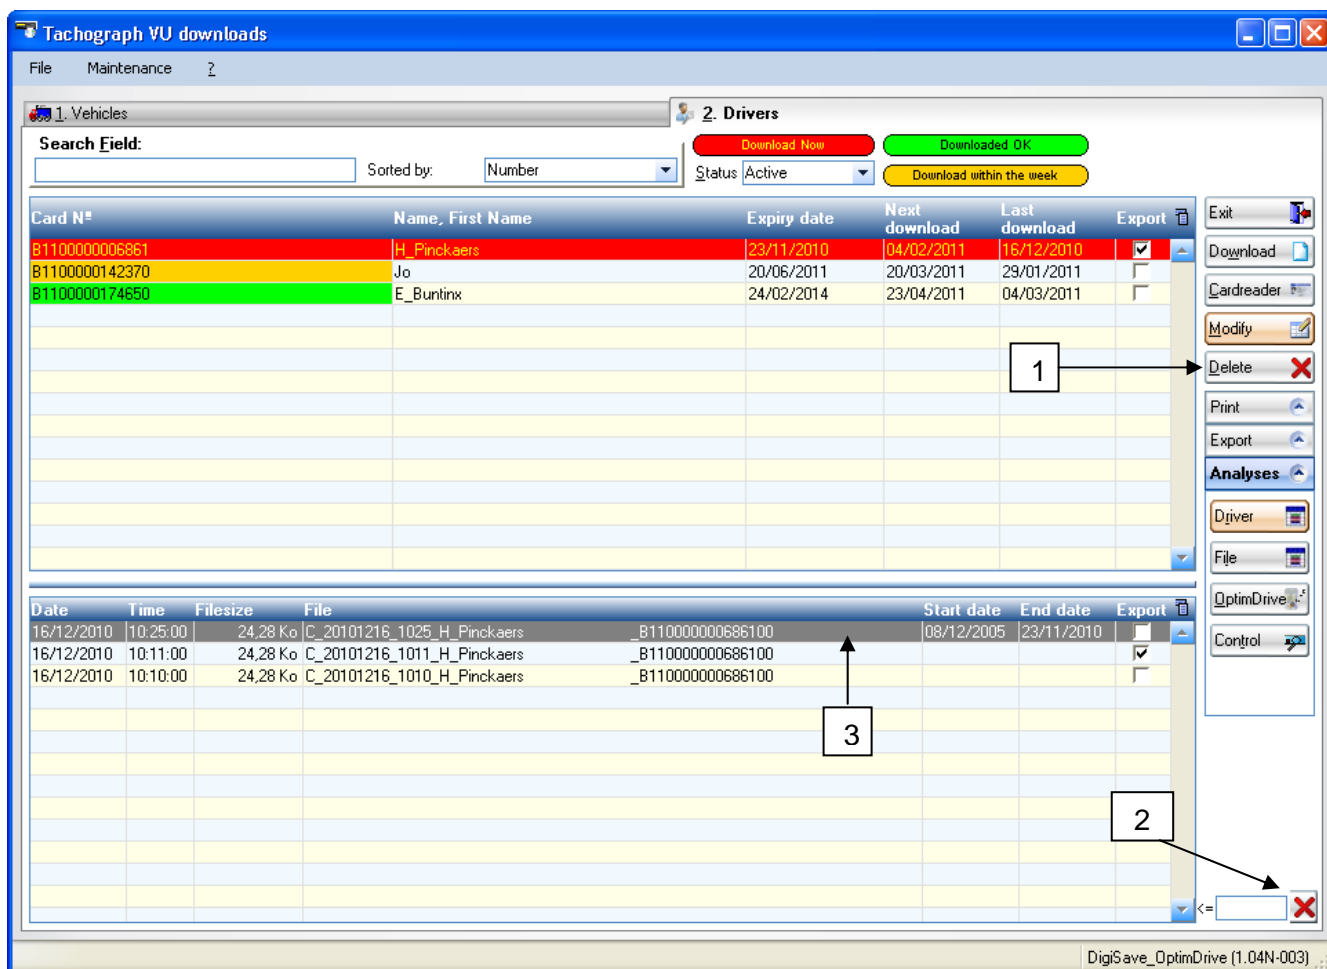 Tachograph VU downloads
File Maintenance ?
1. Vehicles 2. Drivers
Search Field:
Sorted by: Number
Download Now Downloaded OK
Status Active Download within the week
Card Nº Name, First Name Expiry date Next download Last download Export
B1100000006861 H_Pinckaers 23/11/2010 04/02/2011 16/12/2010
B1100000142370 Jo 20/06/2011 20/03/2011 29/01/2011
B1100000174650 E_Buntinx 24/02/2014 23/04/2011 04/03/2011
Exit
Download
Cardreader
Modify
1
Delete
Print
Export
Analyses
Driver
File
OptimDrive
Control
Date Time Filesize File Start date End date Export
16/12/2010 10:25:00 24,28 Ko C_20101216_1025_H_Pinckaers _B110000000686100 08/12/2005 23/11/2010
16/12/2010 10:11:00 24,28 Ko C_20101216_1011_H_Pinckaers _B110000000686100
16/12/2010 10:10:00 24,28 Ko C_20101216_1010_H_Pinckaers _B110000000686100
3
2
<=
DigiSave_OptimDrive (1.04N-003)